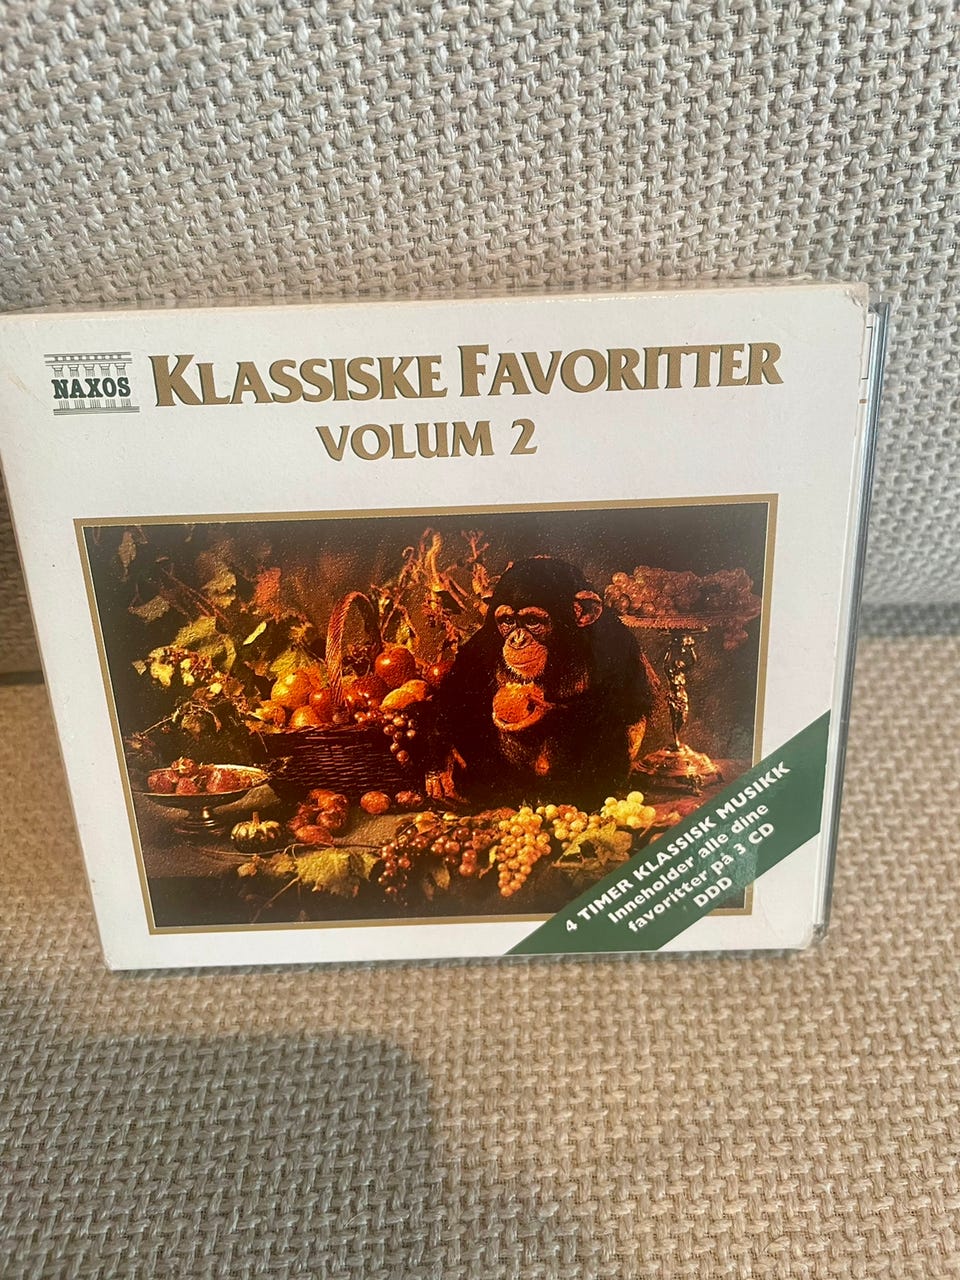 NAXOS
KLASSISKE FAVORITTER
VOLUM 2
4 TIMER KLASSISK MUSIKK
Inneholder alle dine
favoritter på 3 CD
DDD